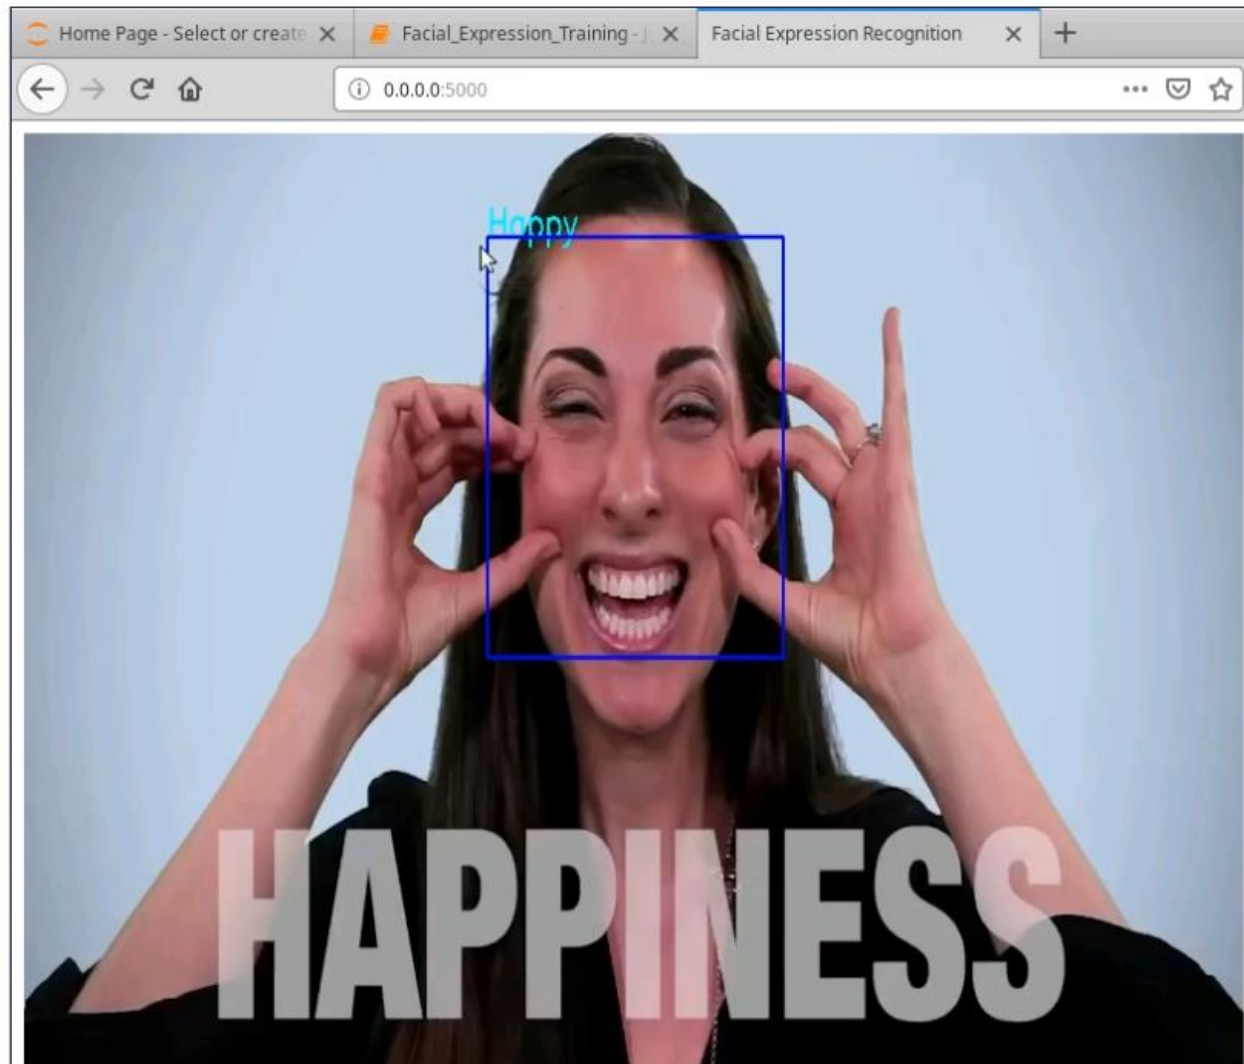 Home Page - Select or create
Facial_Expression_Training - J
Facial Expression Recognition
0.0.0.0:5000
Happy
HAPPINESS